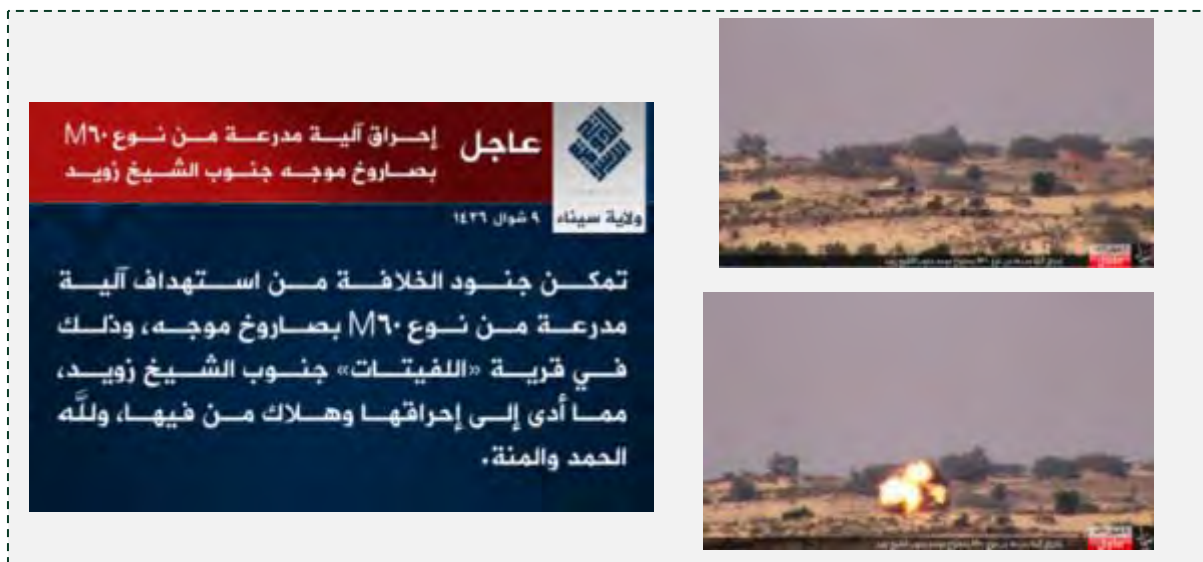 عاجل
إحراق آلية مدرعة من نوع M٦٠
بصاروخ موجه جنوب الشيخ زويد
ولاية سيناء
٩ شوال ١٤٣٦
تمكن جنود الخلافة من استهداف آلية
مدرعة من نوع M٦٠ بصاروخ موجه، وذلك
في قرية «اللفيتات» جنوب الشيخ زويد،
مما أدى إلى إحراقها وهلاك من فيها، ولله
الحمد والمنة.